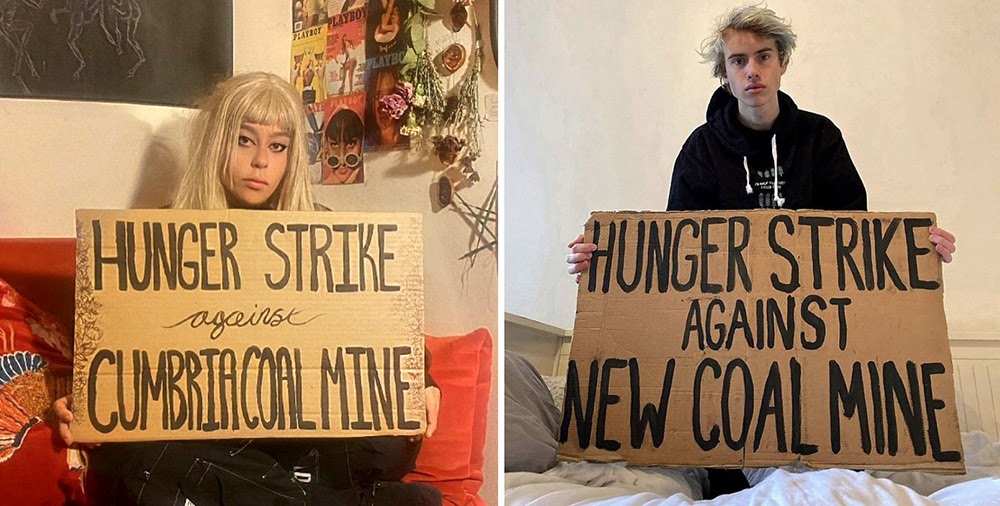 PLAYBOY
PLAYBOY
PLAYBOY
HUNGER STRIKE
against
CUMBRIA COAL MINE
HUNGER STRIKE
AGAINST
NEW COAL MINE